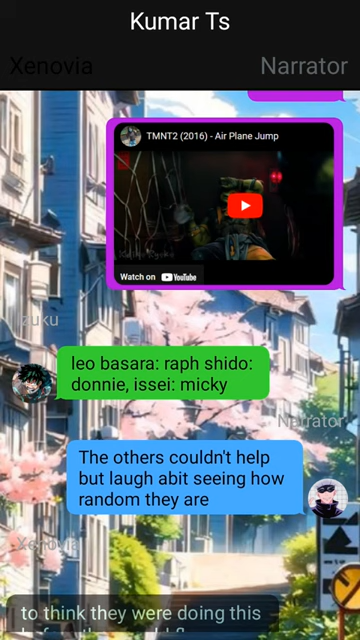 Kumar Ts
Xenovia
Narrator
TMNT2 (2016) - Air Plane Jump
Watch on YouTube
Izuku
leo basara: raph shido:
donnie, issei: micky
Narrator
The others couldn't help
but laugh abit seeing how
random they are
Xenovia
to think they were doing this